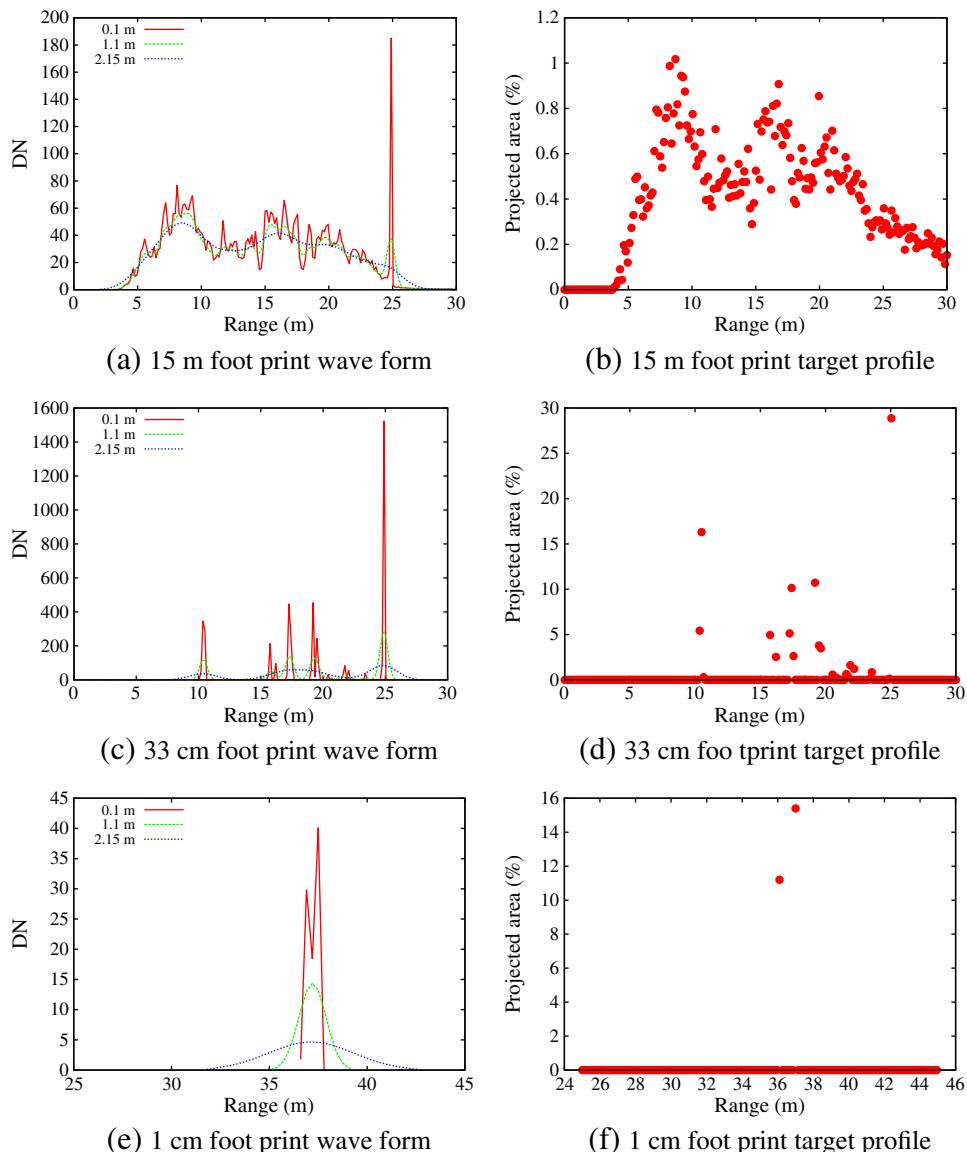 200
180
160
140
120
100
80
60
40
20
0
DN
0.1 m
1.1 m
2.15 m
0 5 10 15 20 25 30
Range (m)
(a) 15 m foot print wave form
1.2
1
0.8
0.6
0.4
0.2
0
Projected area (%)
0 5 10 15 20 25 30
Range (m)
(b) 15 m foot print target profile
1600
1400
1200
1000
800
600
400
200
0
DN
0.1 m
1.1 m
2.15 m
0 5 10 15 20 25 30
Range (m)
(c) 33 cm foot print wave form
30
25
20
15
10
5
0
Projected area (%)
0 5 10 15 20 25 30
Range (m)
(d) 33 cm foo tprint target profile
45
40
35
30
25
20
15
10
5
0
DN
0.1 m
1.1 m
2.15 m
25 30 35 40 45
Range (m)
(e) 1 cm foot print wave form
16
14
12
10
8
6
4
2
0
Projected area (%)
24 26 28 30 32 34 36 38 40 42 44 46
Range (m)
(f) 1 cm foot print target profile